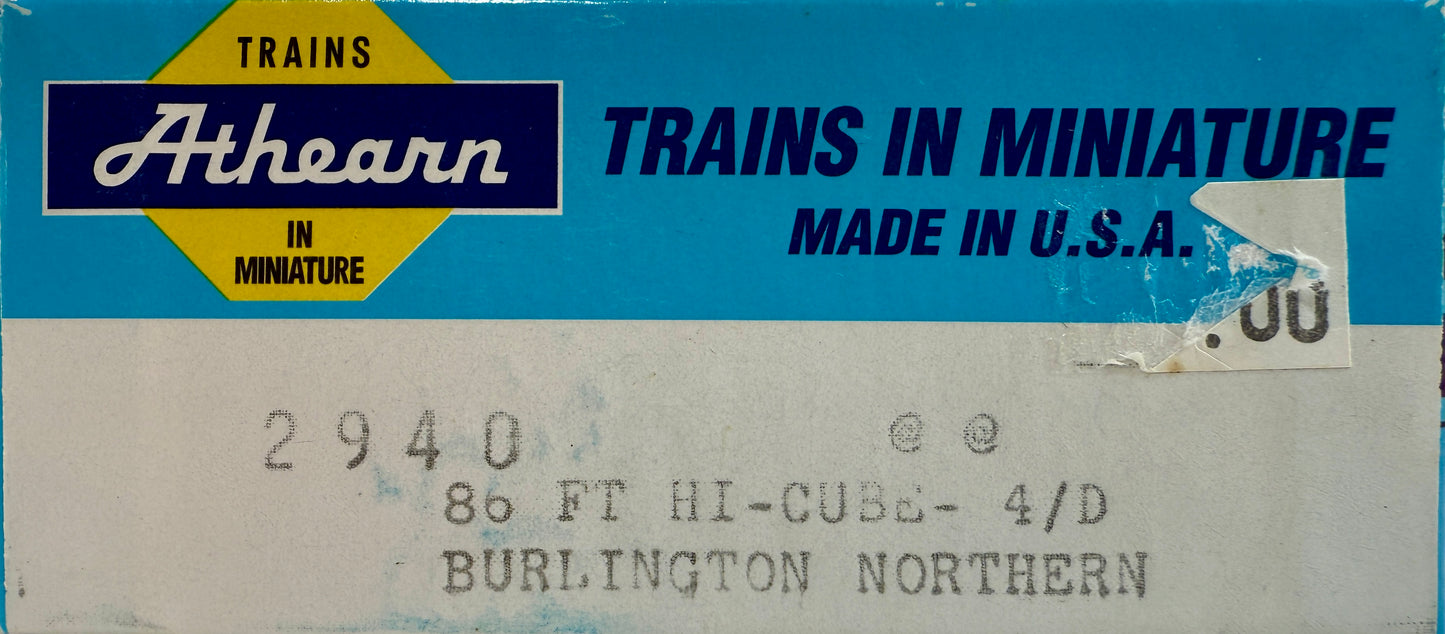 TRAINS
Athearn
IN
MINIATURE
TRAINS IN MINIATURE
MADE IN U.S.A.
.00
2940 @ @
86 FT HI-CUBE- 4/D
BURLINGTON NORTHERN